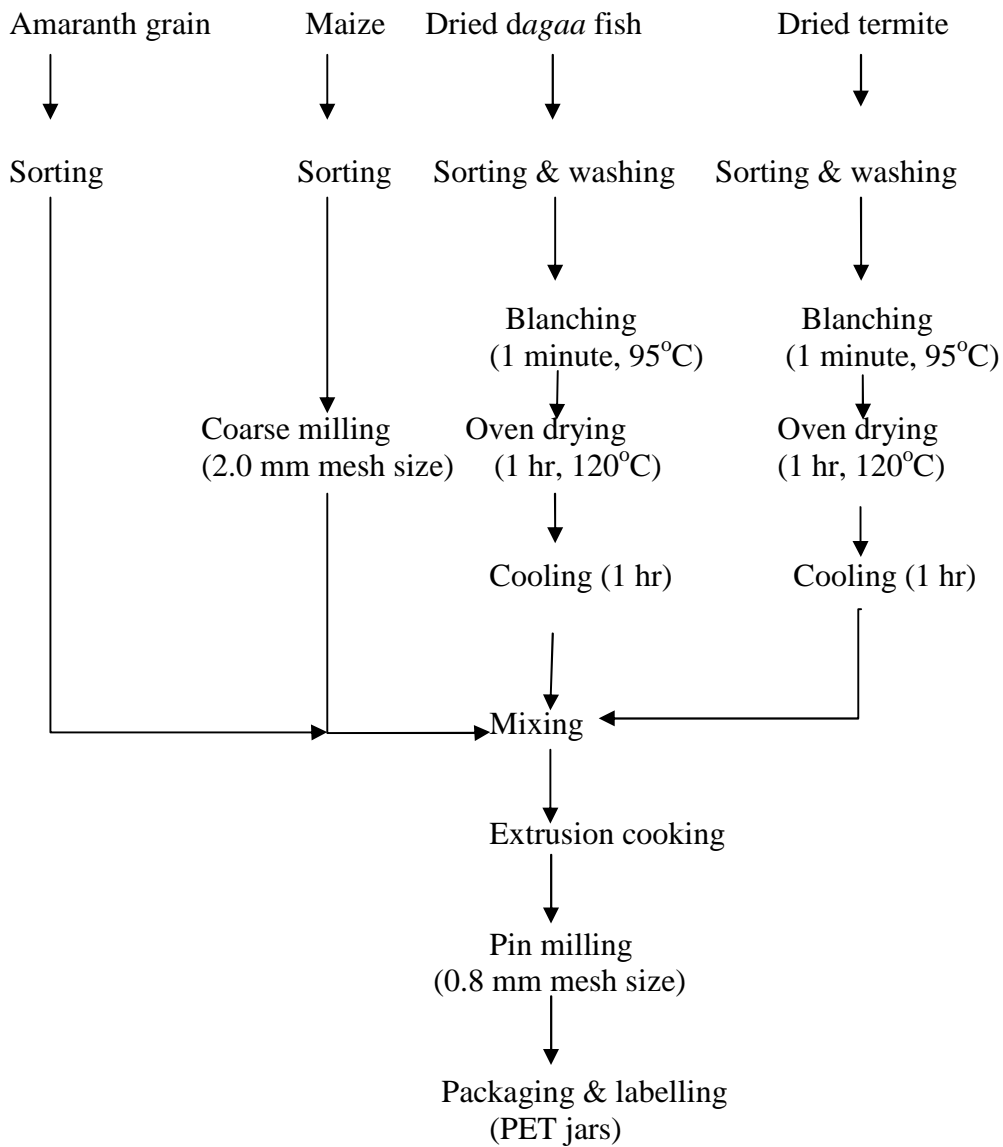 Amaranth grain
Maize
Dried dagaa fish
Dried termite
Sorting
Sorting
Sorting & washing
Sorting & washing
Blanching
(1 minute, 95°C)
Blanching
(1 minute, 95°C)
Coarse milling
(2.0 mm mesh size)
Oven drying
(1 hr, 120°C)
Oven drying
(1 hr, 120°C)
Cooling (1 hr)
Cooling (1 hr)
Mixing
Extrusion cooking
Pin milling
(0.8 mm mesh size)
Packaging & labelling
(PET jars)